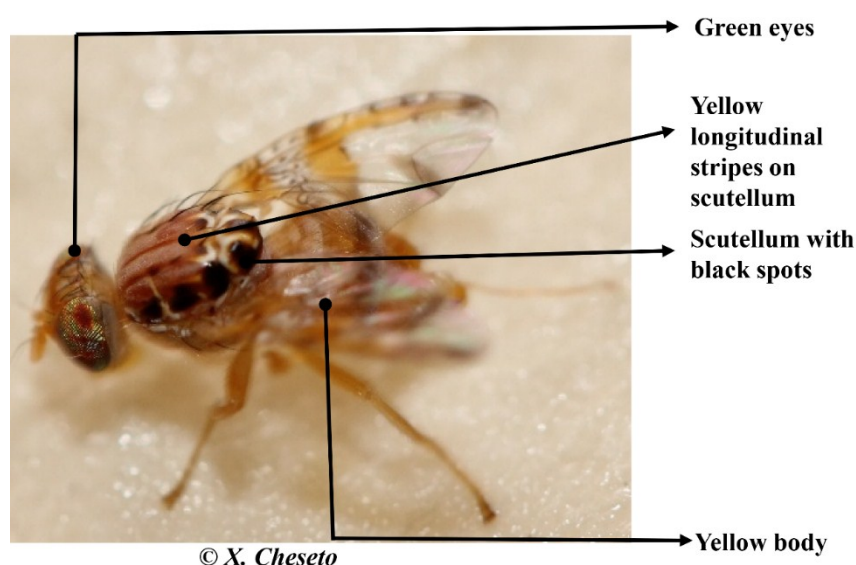 Green eyes
Yellow
longitudinal
stripes on
scutellum
Scutellum with
black spots
Yellow body
© X. Cheseto